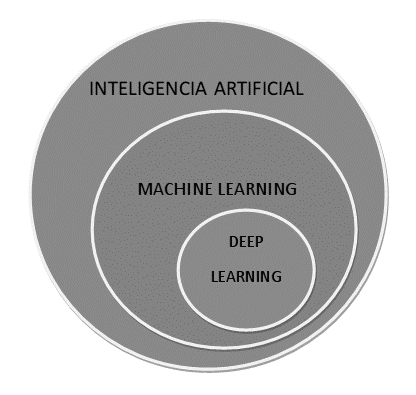 INTELIGENCIA ARTIFICIAL
MACHINE LEARNING
DEEP
LEARNING